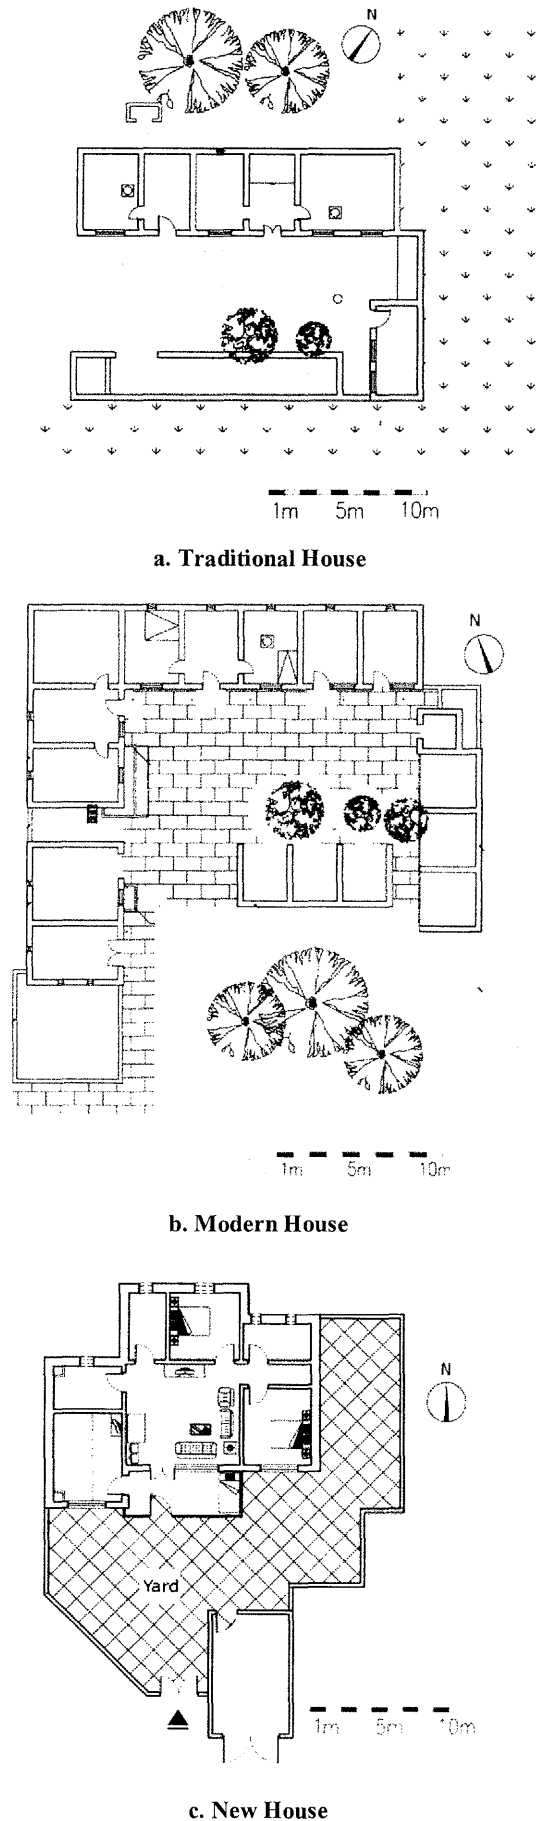 N
1m 5m 10m
a. Traditional House
N
1m 5m 10m
b. Modern House
N
Yard
1m 5m 10m
c. New House